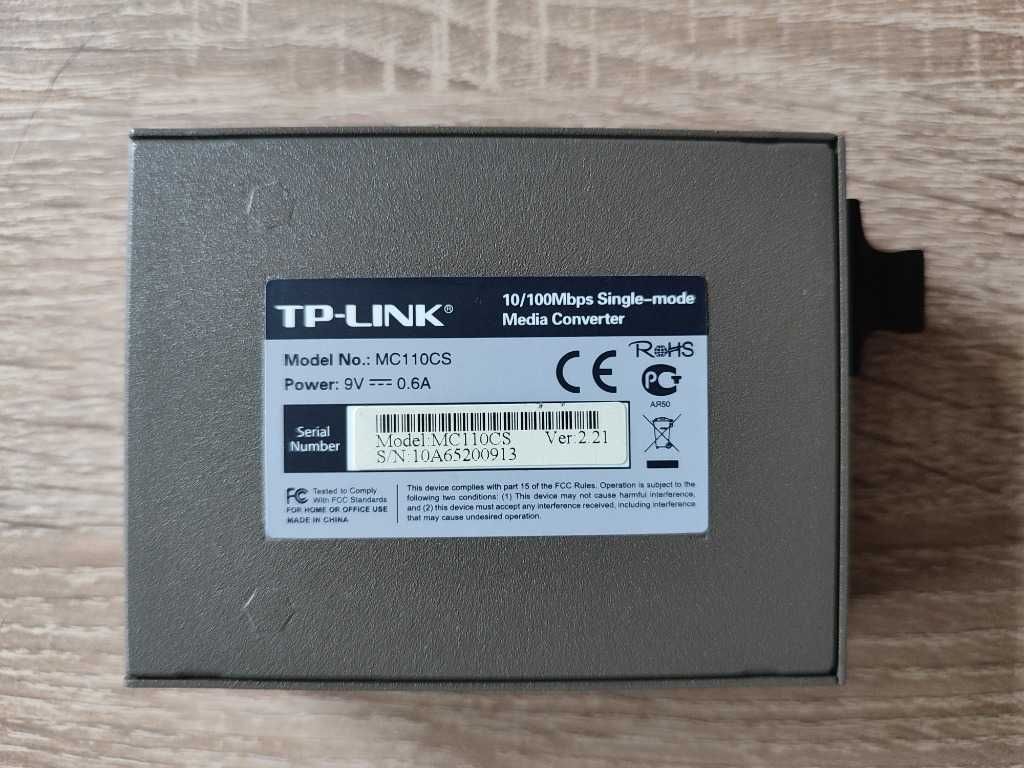 TP-LINK®
10/100Mbps Single-mode
Media Converter
Model No.: MC110CS
Power: 9V ⎓ 0.6A
CE
RoHS
PC
АЯ50
Serial
Number
Model:MC110CS Ver:2.21
S/N:10A65200913
FC Tested to Comply
With FCC Standards
FOR HOME OR OFFICE USE
MADE IN CHINA
This device complies with part 15 of the FCC Rules. Operation is subject to the
following two conditions: (1) This device may not cause harmful interference,
and (2) this device must accept any interference received, including interference
that may cause undesired operation.